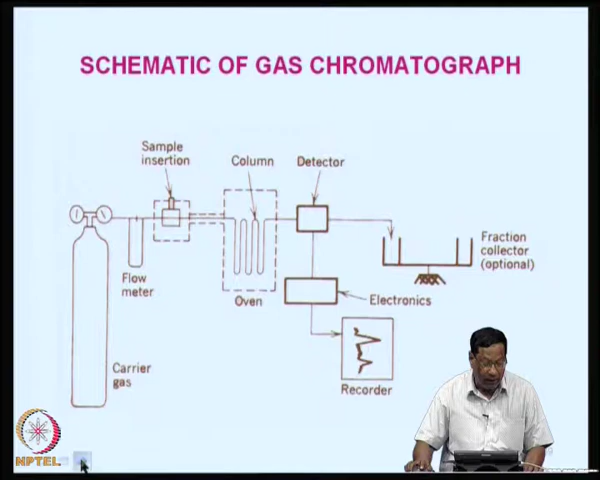 SCHEMATIC OF GAS CHROMATOGRAPH
Sample
insertion
Column
Detector
Flow
meter
Oven
Fraction
collector
(optional)
Electronics
Carrier
gas
Recorder
NPTEL